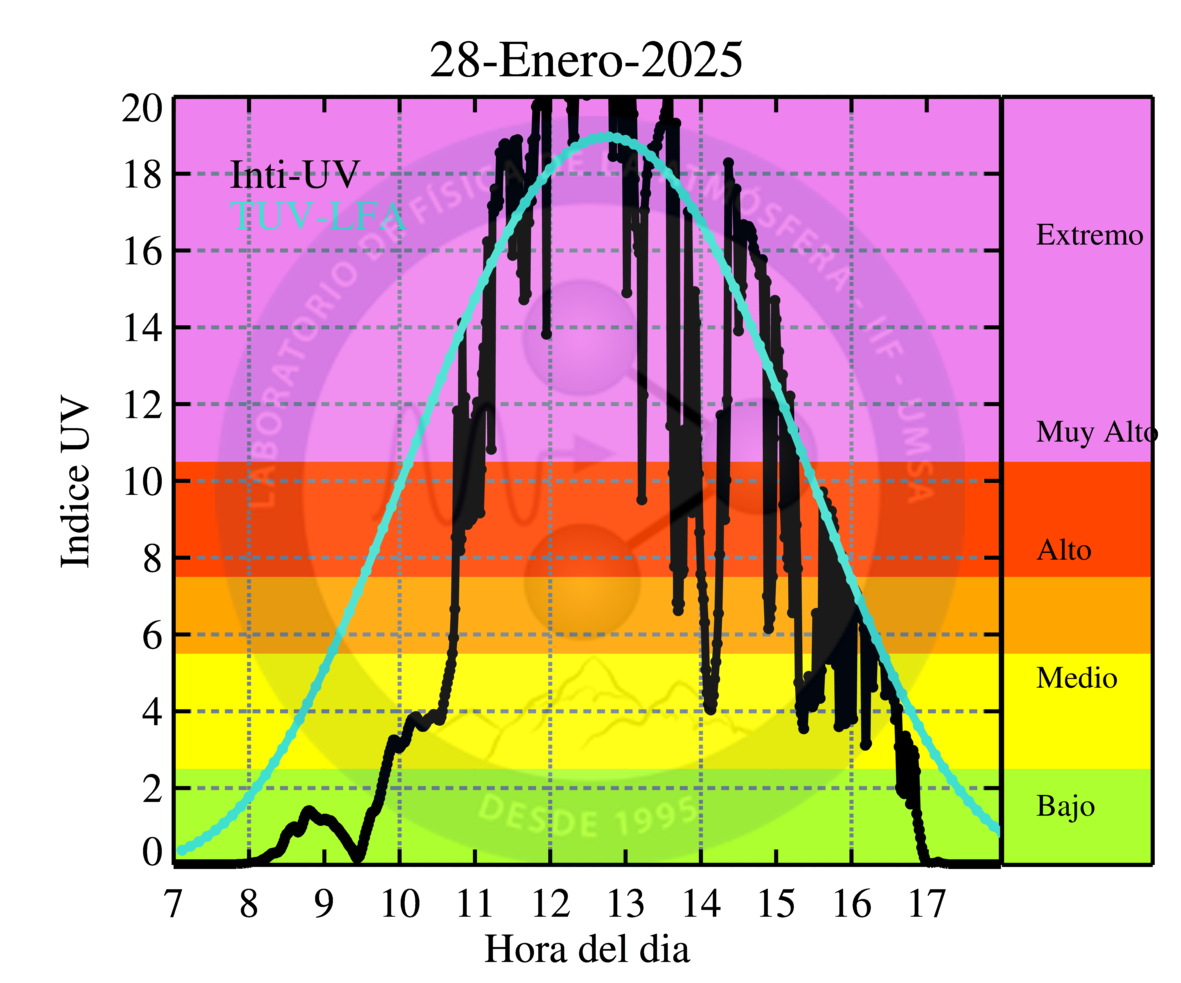 28-Enero-2025
Inti-UV
TUV-LFA
LABORATORIO DE FÍSICA DE LA ATMÓSFERA - IIF - UMSA
DESDE 1995
Indice UV
20
18
16
14
12
10
8
6
4
2
0
7 8 9 10 11 12 13 14 15 16 17
Hora del dia
Extremo
Muy Alto
Alto
Medio
Bajo